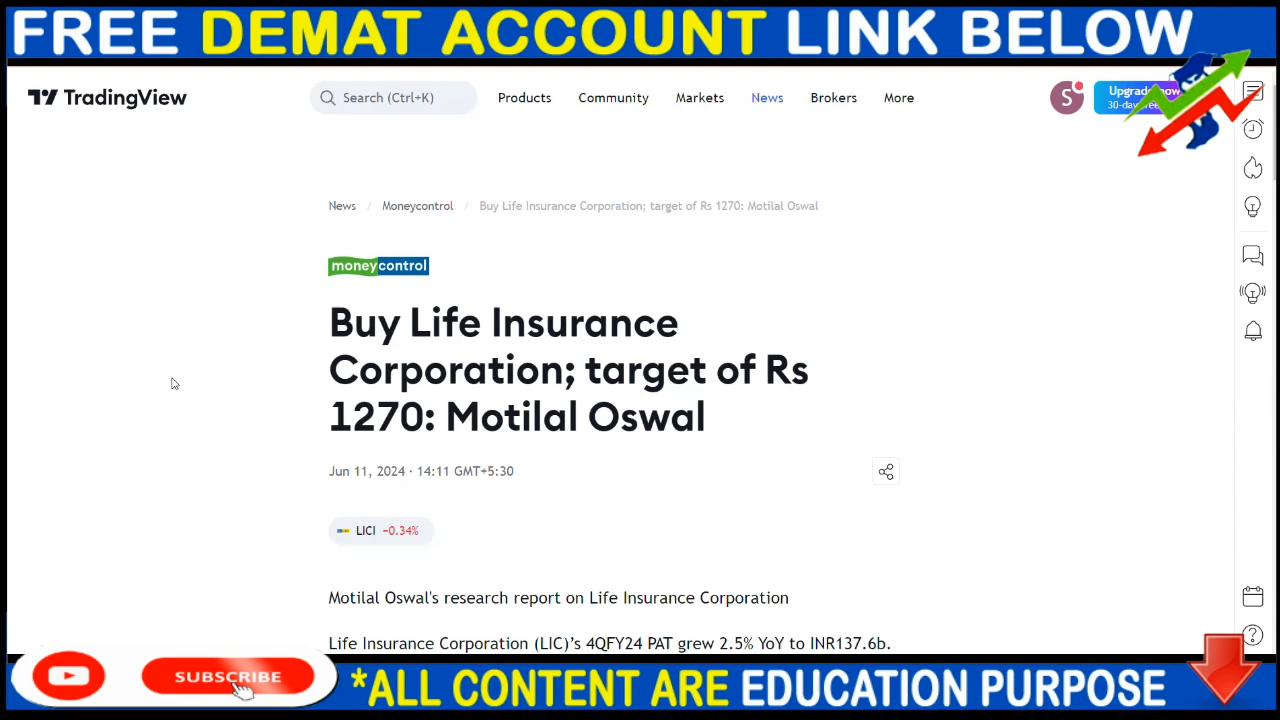 FREE DEMAT ACCOUNT LINK BELOW
TradingView
Search (Ctrl+K)
Products
Community
Markets
News
Brokers
More
S
30-day
News / Moneycontrol / Buy Life Insurance Corporation; target of Rs 1270: Motilal Oswal
moneycontrol
Buy Life Insurance
Corporation; target of Rs
1270: Motilal Oswal
Jun 11, 2024 · 14:11 GMT+5:30
LICI −0.34%
Motilal Oswal's research report on Life Insurance Corporation
Life Insurance Corporation (LIC)’s 4QFY24 PAT grew 2.5% YoY to INR137.6b.
SUBSCRIBE
*ALL CONTENT ARE EDUCATION PURPOSE